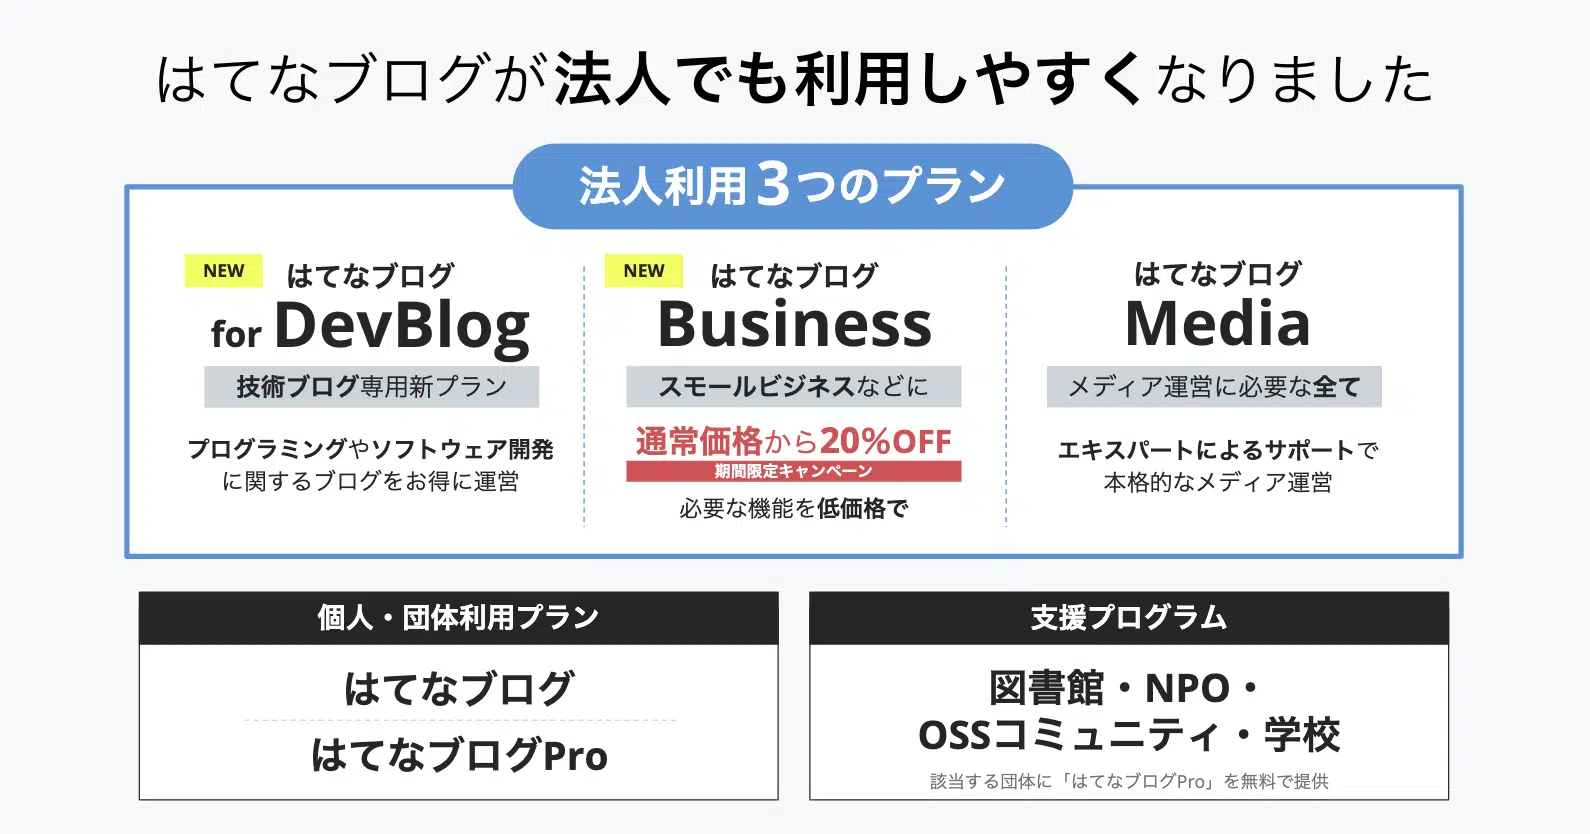 はてなブログが法人でも利用しやすくなりました
法人利用3つのプラン
NEW
はてなブログ
for DevBlog
技術ブログ専用新プラン
プログラミングやソフトウェア開発
に関するブログをお得に運営
NEW
はてなブログ
Business
スモールビジネスなどに
通常価格から20%OFF
期間限定キャンペーン
必要な機能を低価格で
はてなブログ
Media
メディア運営に必要な全て
エキスパートによるサポートで
本格的なメディア運営
個人・団体利用プラン
はてなブログ
はてなブログPro
支援プログラム
図書館・NPO・
OSSコミュニティ・学校
該当する団体に「はてなブログPro」を無料で提供